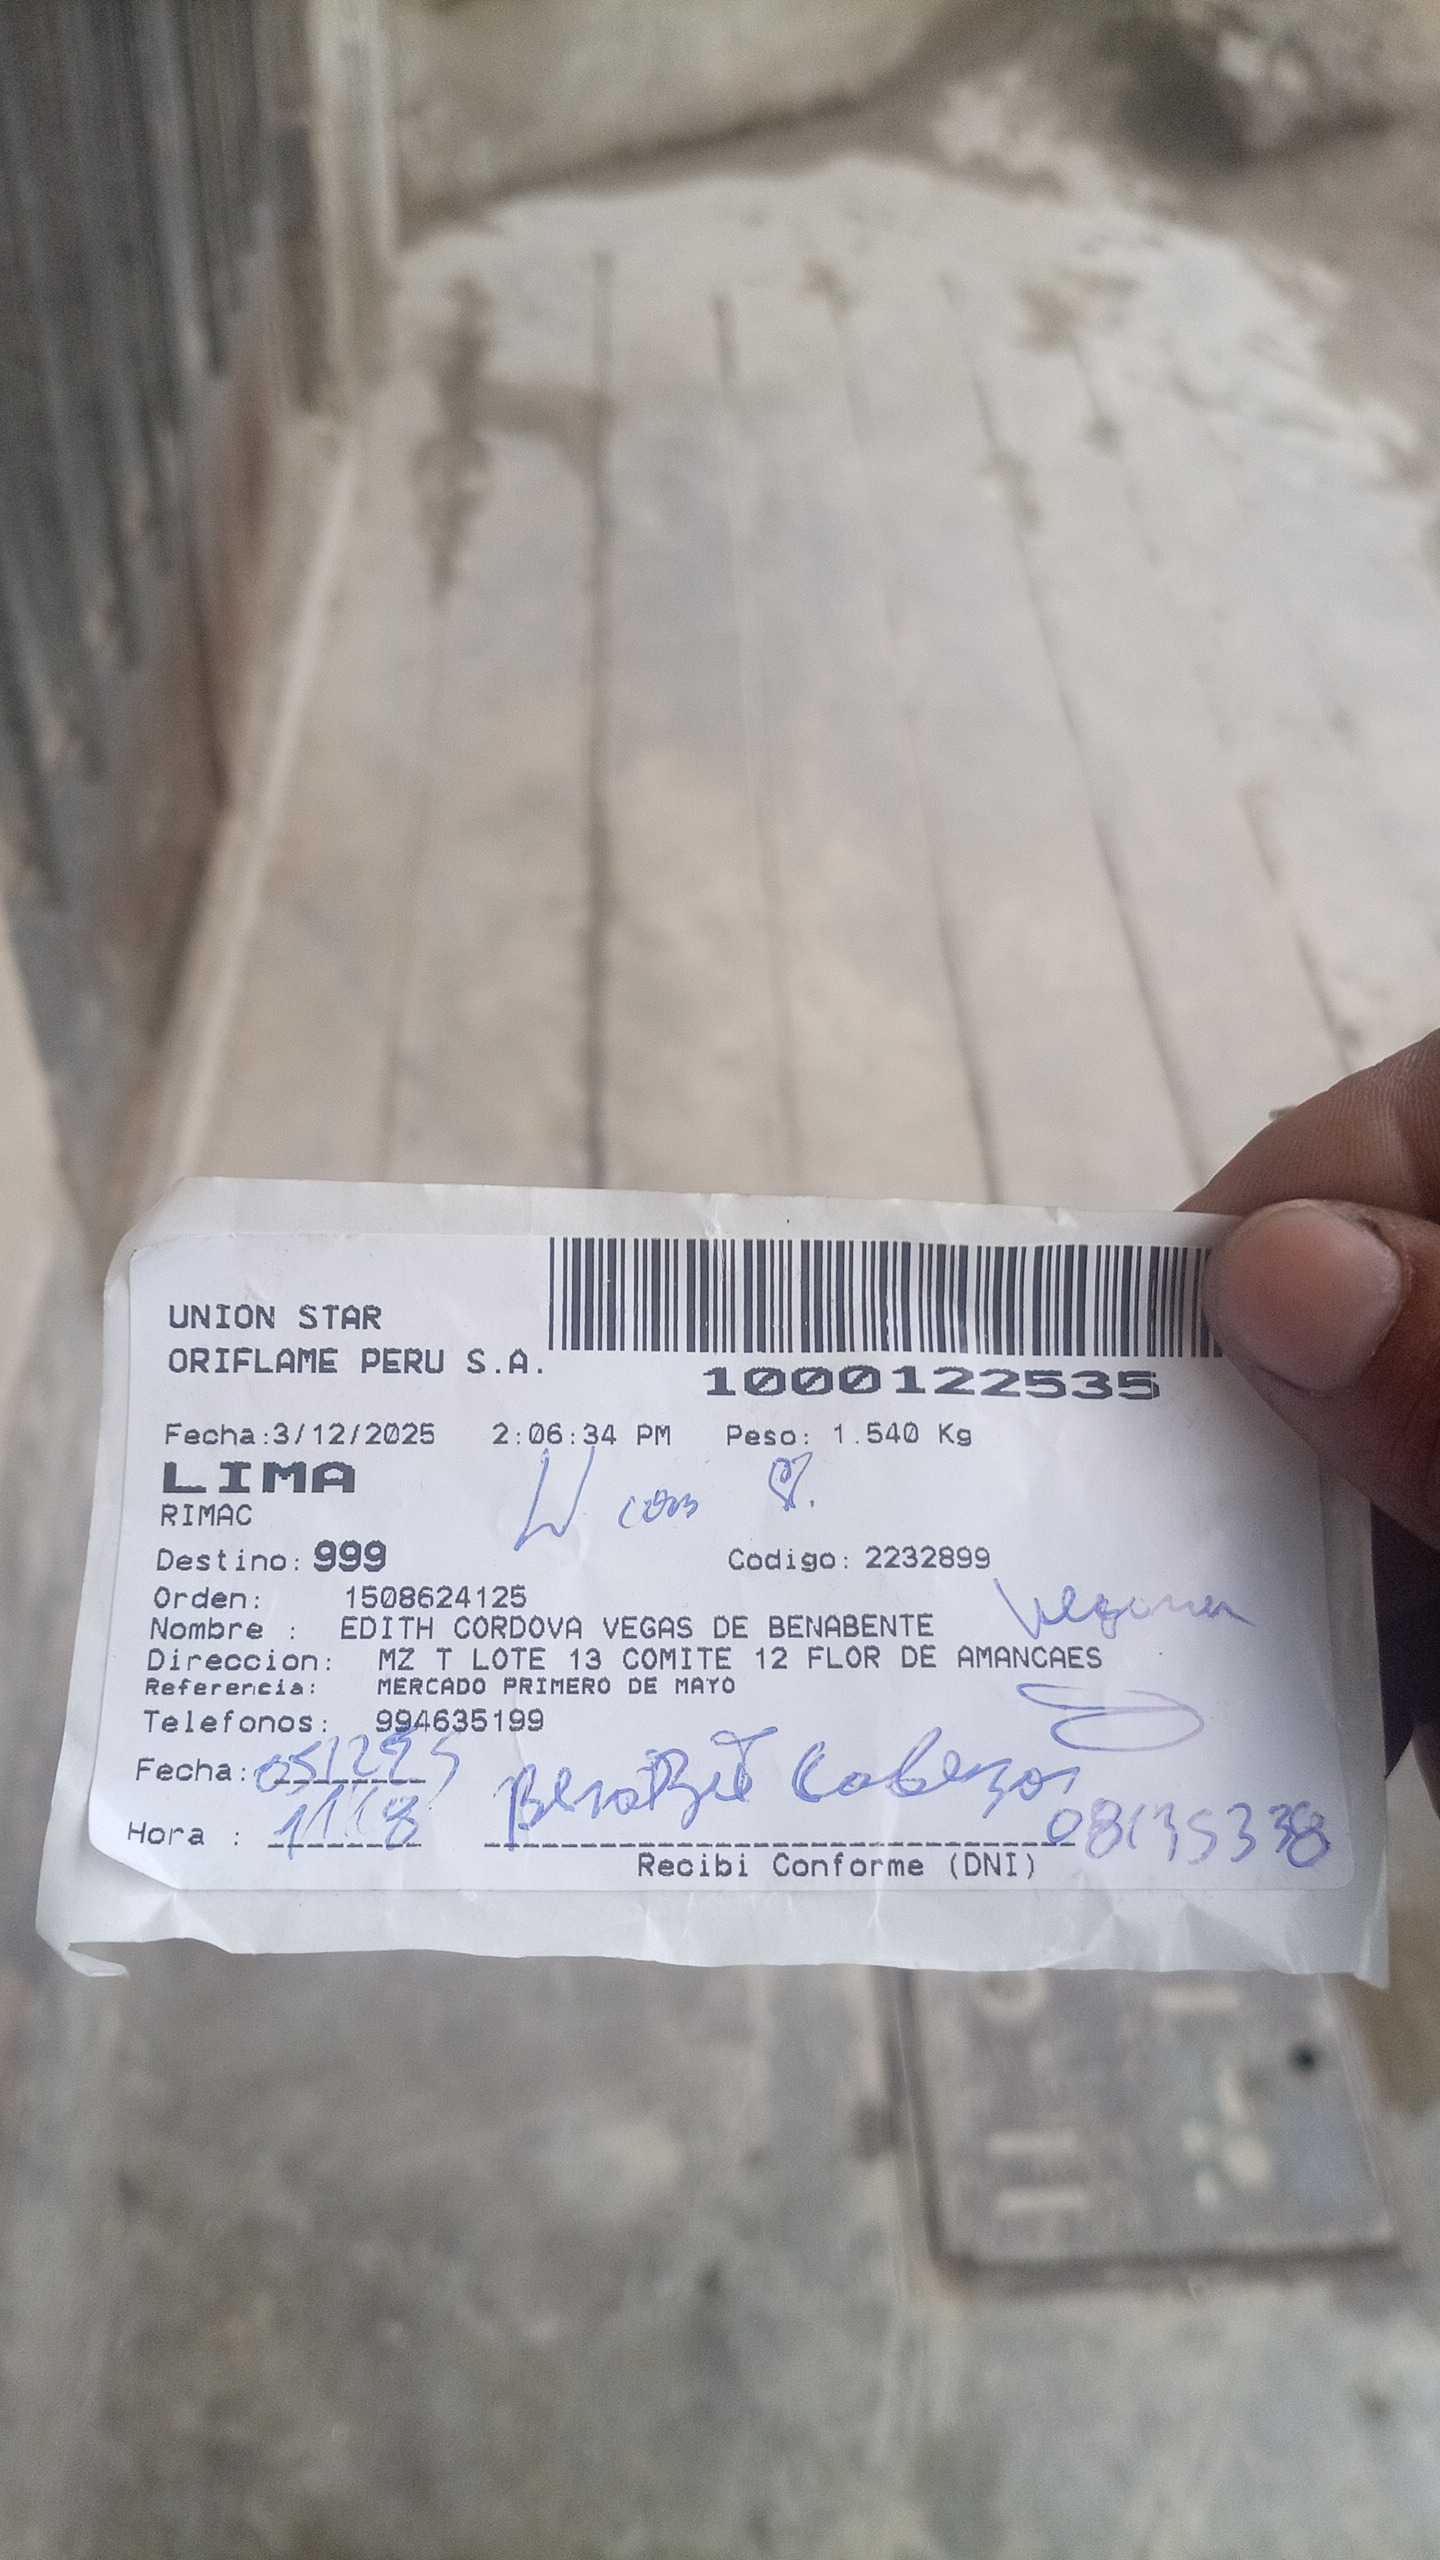 UNION STAR
ORIFLAME PERU S.A.
1000122535
Fecha:3/12/2025 2:06:34 PM Peso: 1.540 Kg
LIMA
RIMAC
Destino: 999 Codigo: 2232899
Orden: 1508624125
Nombre : EDITH CORDOVA VEGAS DE BENABENTE
Direccion: MZ T LOTE 13 COMITE 12 FLOR DE AMANCAES
Referencia: MERCADO PRIMERO DE MAYO
Telefonos: 994635199
Fecha: 051225
Hora : 
08135338
Recibi Conforme (DNI)